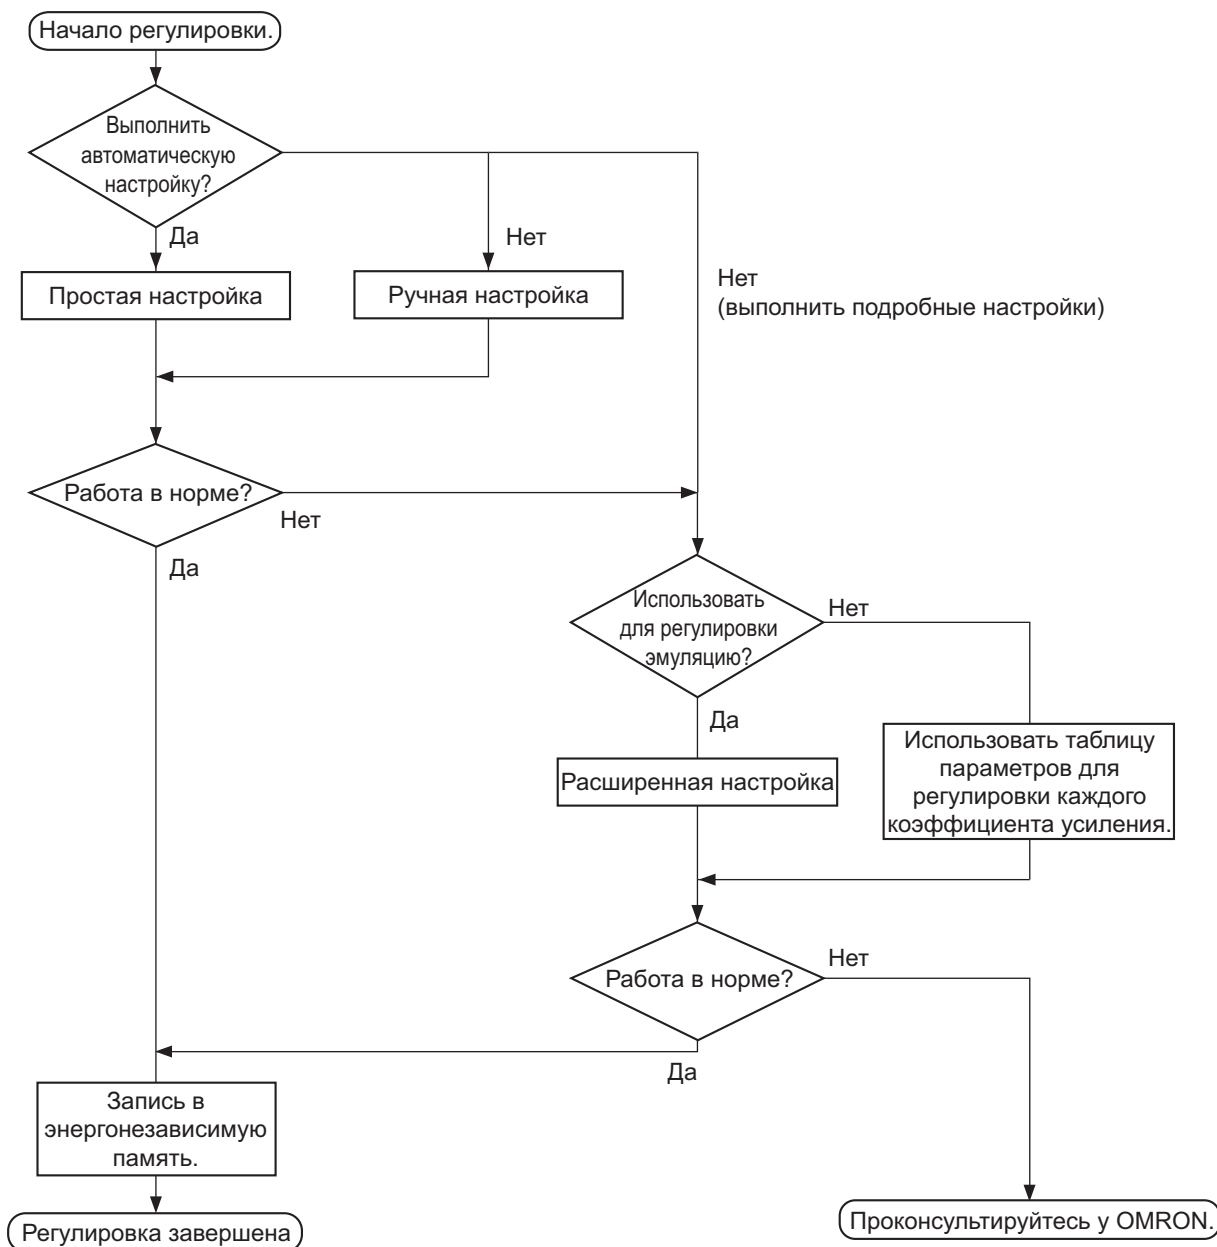 Начало регулировки.
Выполнить
автоматическую
настройку?
Да
Нет
Простая настройка
Ручная настройка
Нет
(выполнить подробные настройки)
Работа в норме?
Нет
Да
Использовать
для регулировки
эмуляцию?
Нет
Да
Расширенная настройка
Использовать таблицу
параметров для
регулировки каждого
коэффициента усиления.
Работа в норме?
Нет
Да
Запись в
энергонезависимую
память.
Регулировка завершена
Проконсультируйтесь у OMRON.